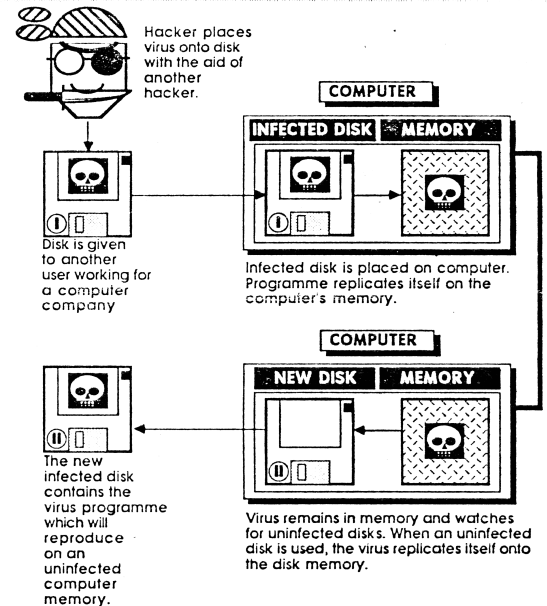 Hacker places
virus onto disk
with the aid of
another
hacker.
COMPUTER
INFECTED DISK
MEMORY
I
I
Disk is given
to another
user working for
a computer
company
Infected disk is placed on computer.
Programme replicates itself on the
computer's memory.
COMPUTER
NEW DISK
MEMORY
II
II
The new
infected disk
contains the
virus programme
which will
reproduce
on an
uninfected
computer
memory.
Virus remains in memory and watches
for uninfected disks. When an uninfected
disk is used, the virus replicates itself onto
the disk memory.